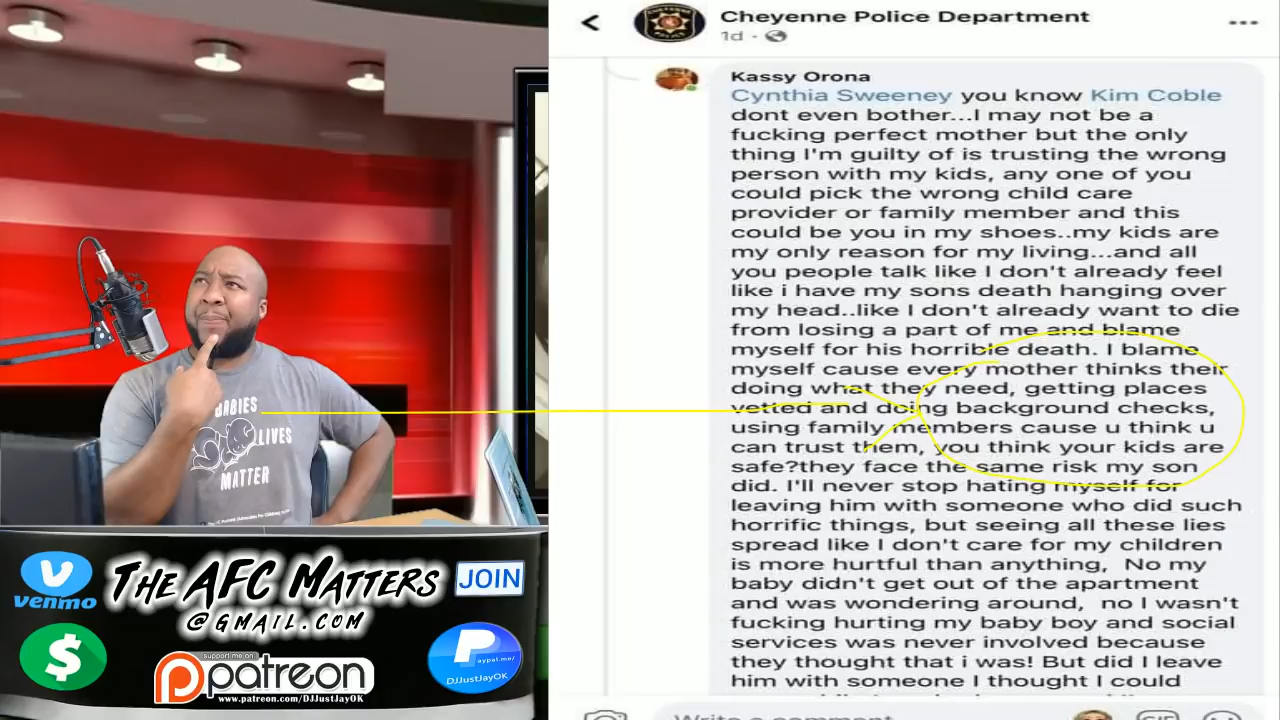 Cheyenne Police Department
1d
Kassy Orona
Cynthia Sweeney you know Kim Coble
dont even bother...I may not be a
fucking perfect mother but the only
thing I'm guilty of is trusting the wrong
person with my kids, any one of you
could pick the wrong child care
provider or family member and this
could be you in my shoes..my kids are
my only reason for my living...and all
you people talk like I don't already feel
like i have my sons death hanging over
my head..like I don't already want to die
from losing a part of me and blame
myself for his horrible death. I blame
myself cause every mother thinks their
doing what they need, getting places
vetted and doing background checks,
using family members cause u think u
can trust them, you think your kids are
safe?they face the same risk my son
did. I'll never stop hating myself for
leaving him with someone who did such
horrific things, but seeing all these lies
spread like I don't care for my children
is more hurtful than anything, No my
baby didn't get out of the apartment
and was wondering around, no I wasn't
fucking hurting my baby boy and social
services was never involved because
they thought that i was! But did I leave
him with someone I thought I could
Write a comment
GIF
BABIES
LIVES
MATTER
venmo
THE AFC MATTERS
@GMAIL.COM
JOIN
$
support me on
patreon
www.patreon.com/DJJustJayOK
Paypal.me/
DJJustJayOK